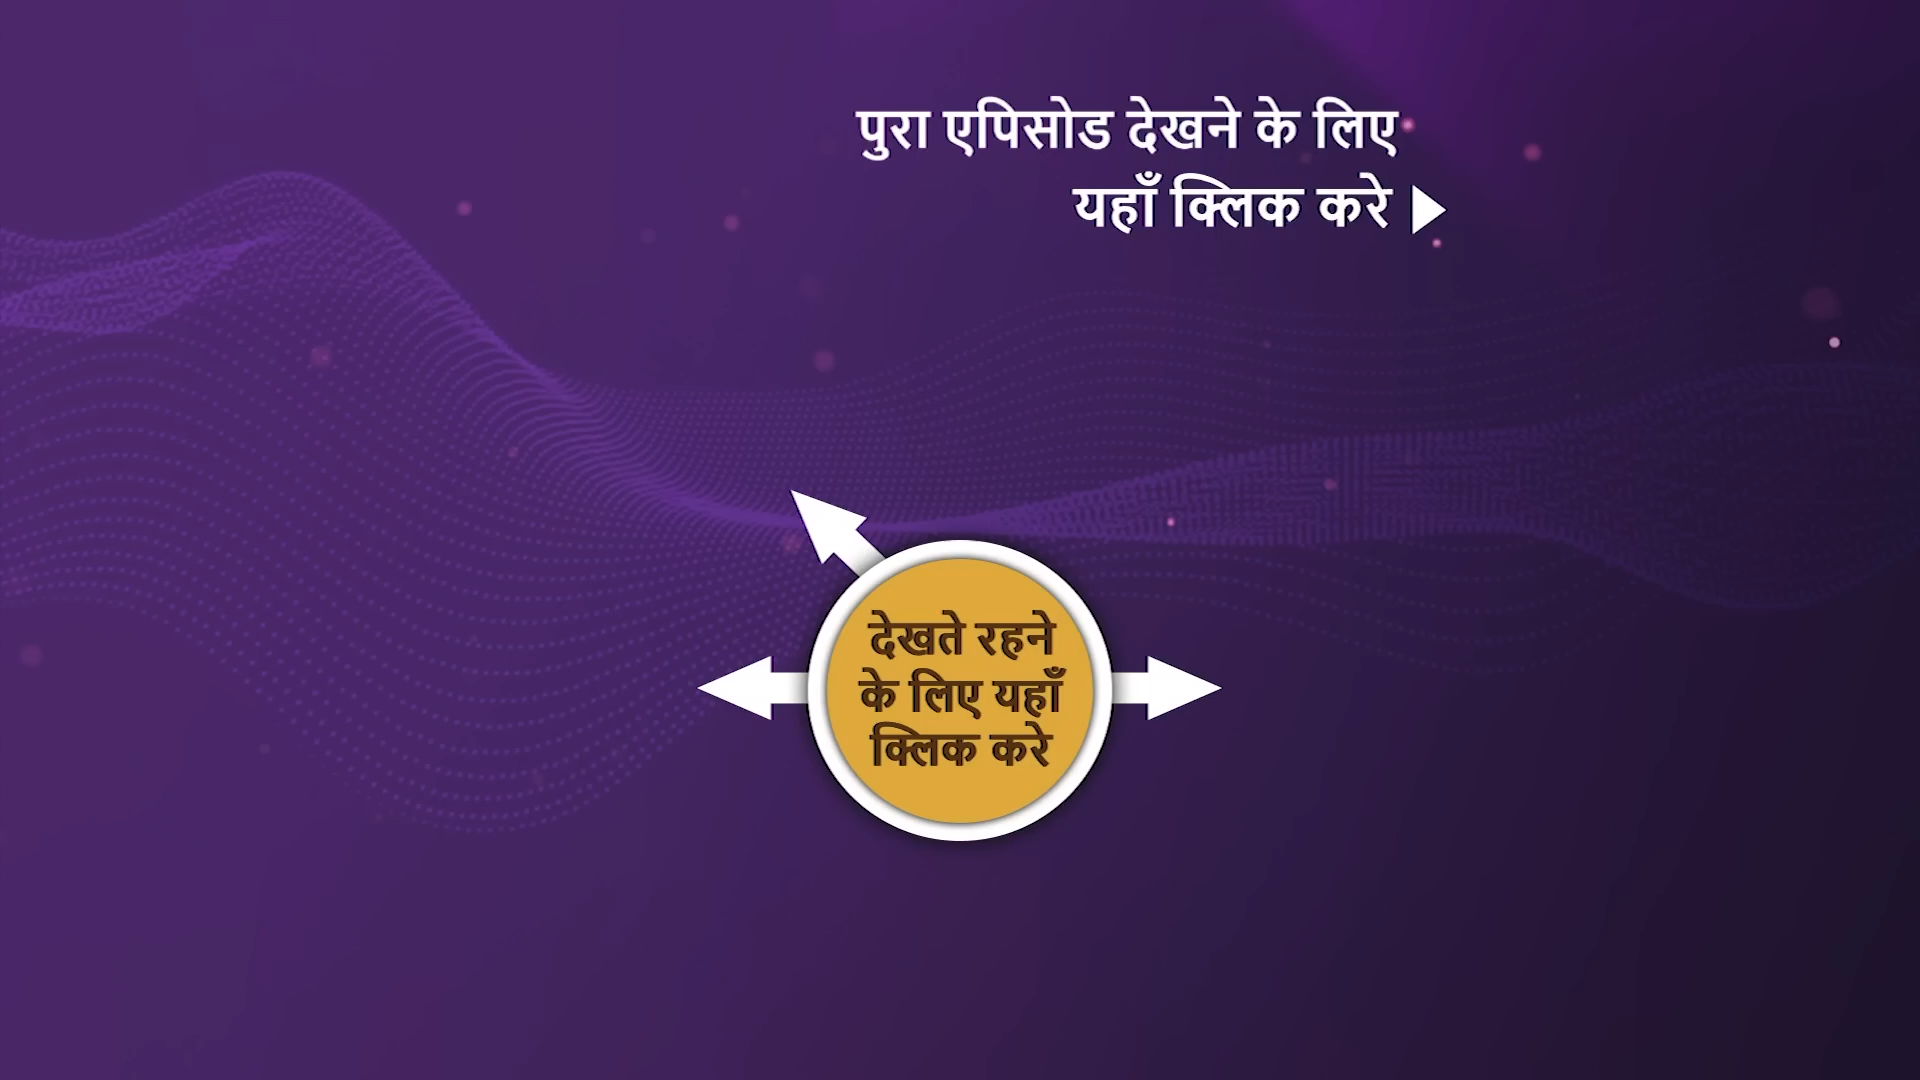 पुरा एपिसोड देखने के लिए
यहाँ क्लिक करे
देखते रहने
के लिए यहाँ
क्लिक करे